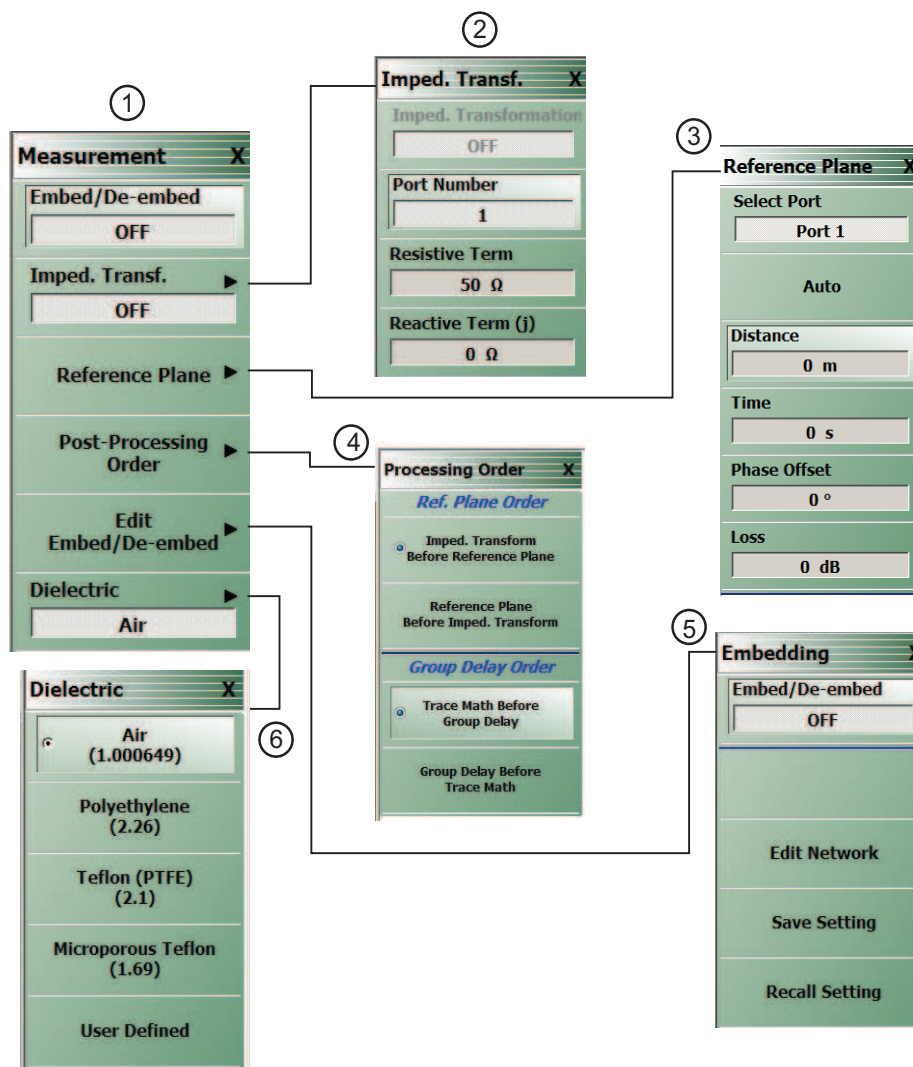 1
Measurement X
Embed/De-embed
OFF
Imped. Transf.
OFF
Reference Plane
Post-Processing
Order
Edit
Embed/De-embed
Dielectric
Air
2
Imped. Transf. X
Imped. Transformation
OFF
Port Number
1
Resistive Term
50 Ω
Reactive Term (j)
0 Ω
3
Reference Plane X
Select Port
Port 1
Auto
Distance
0 m
Time
0 s
Phase Offset
0 °
Loss
0 dB
4
Processing Order X
Ref. Plane Order
Imped. Transform
Before Reference Plane
Reference Plane
Before Imped. Transform
Group Delay Order
Trace Math Before
Group Delay
Group Delay Before
Trace Math
5
Embedding X
Embed/De-embed
OFF
Edit Network
Save Setting
Recall Setting
6
Dielectric X
Air
(1.000649)
Polyethylene
(2.26)
Teflon (PTFE)
(2.1)
Microporous Teflon
(1.69)
User Defined